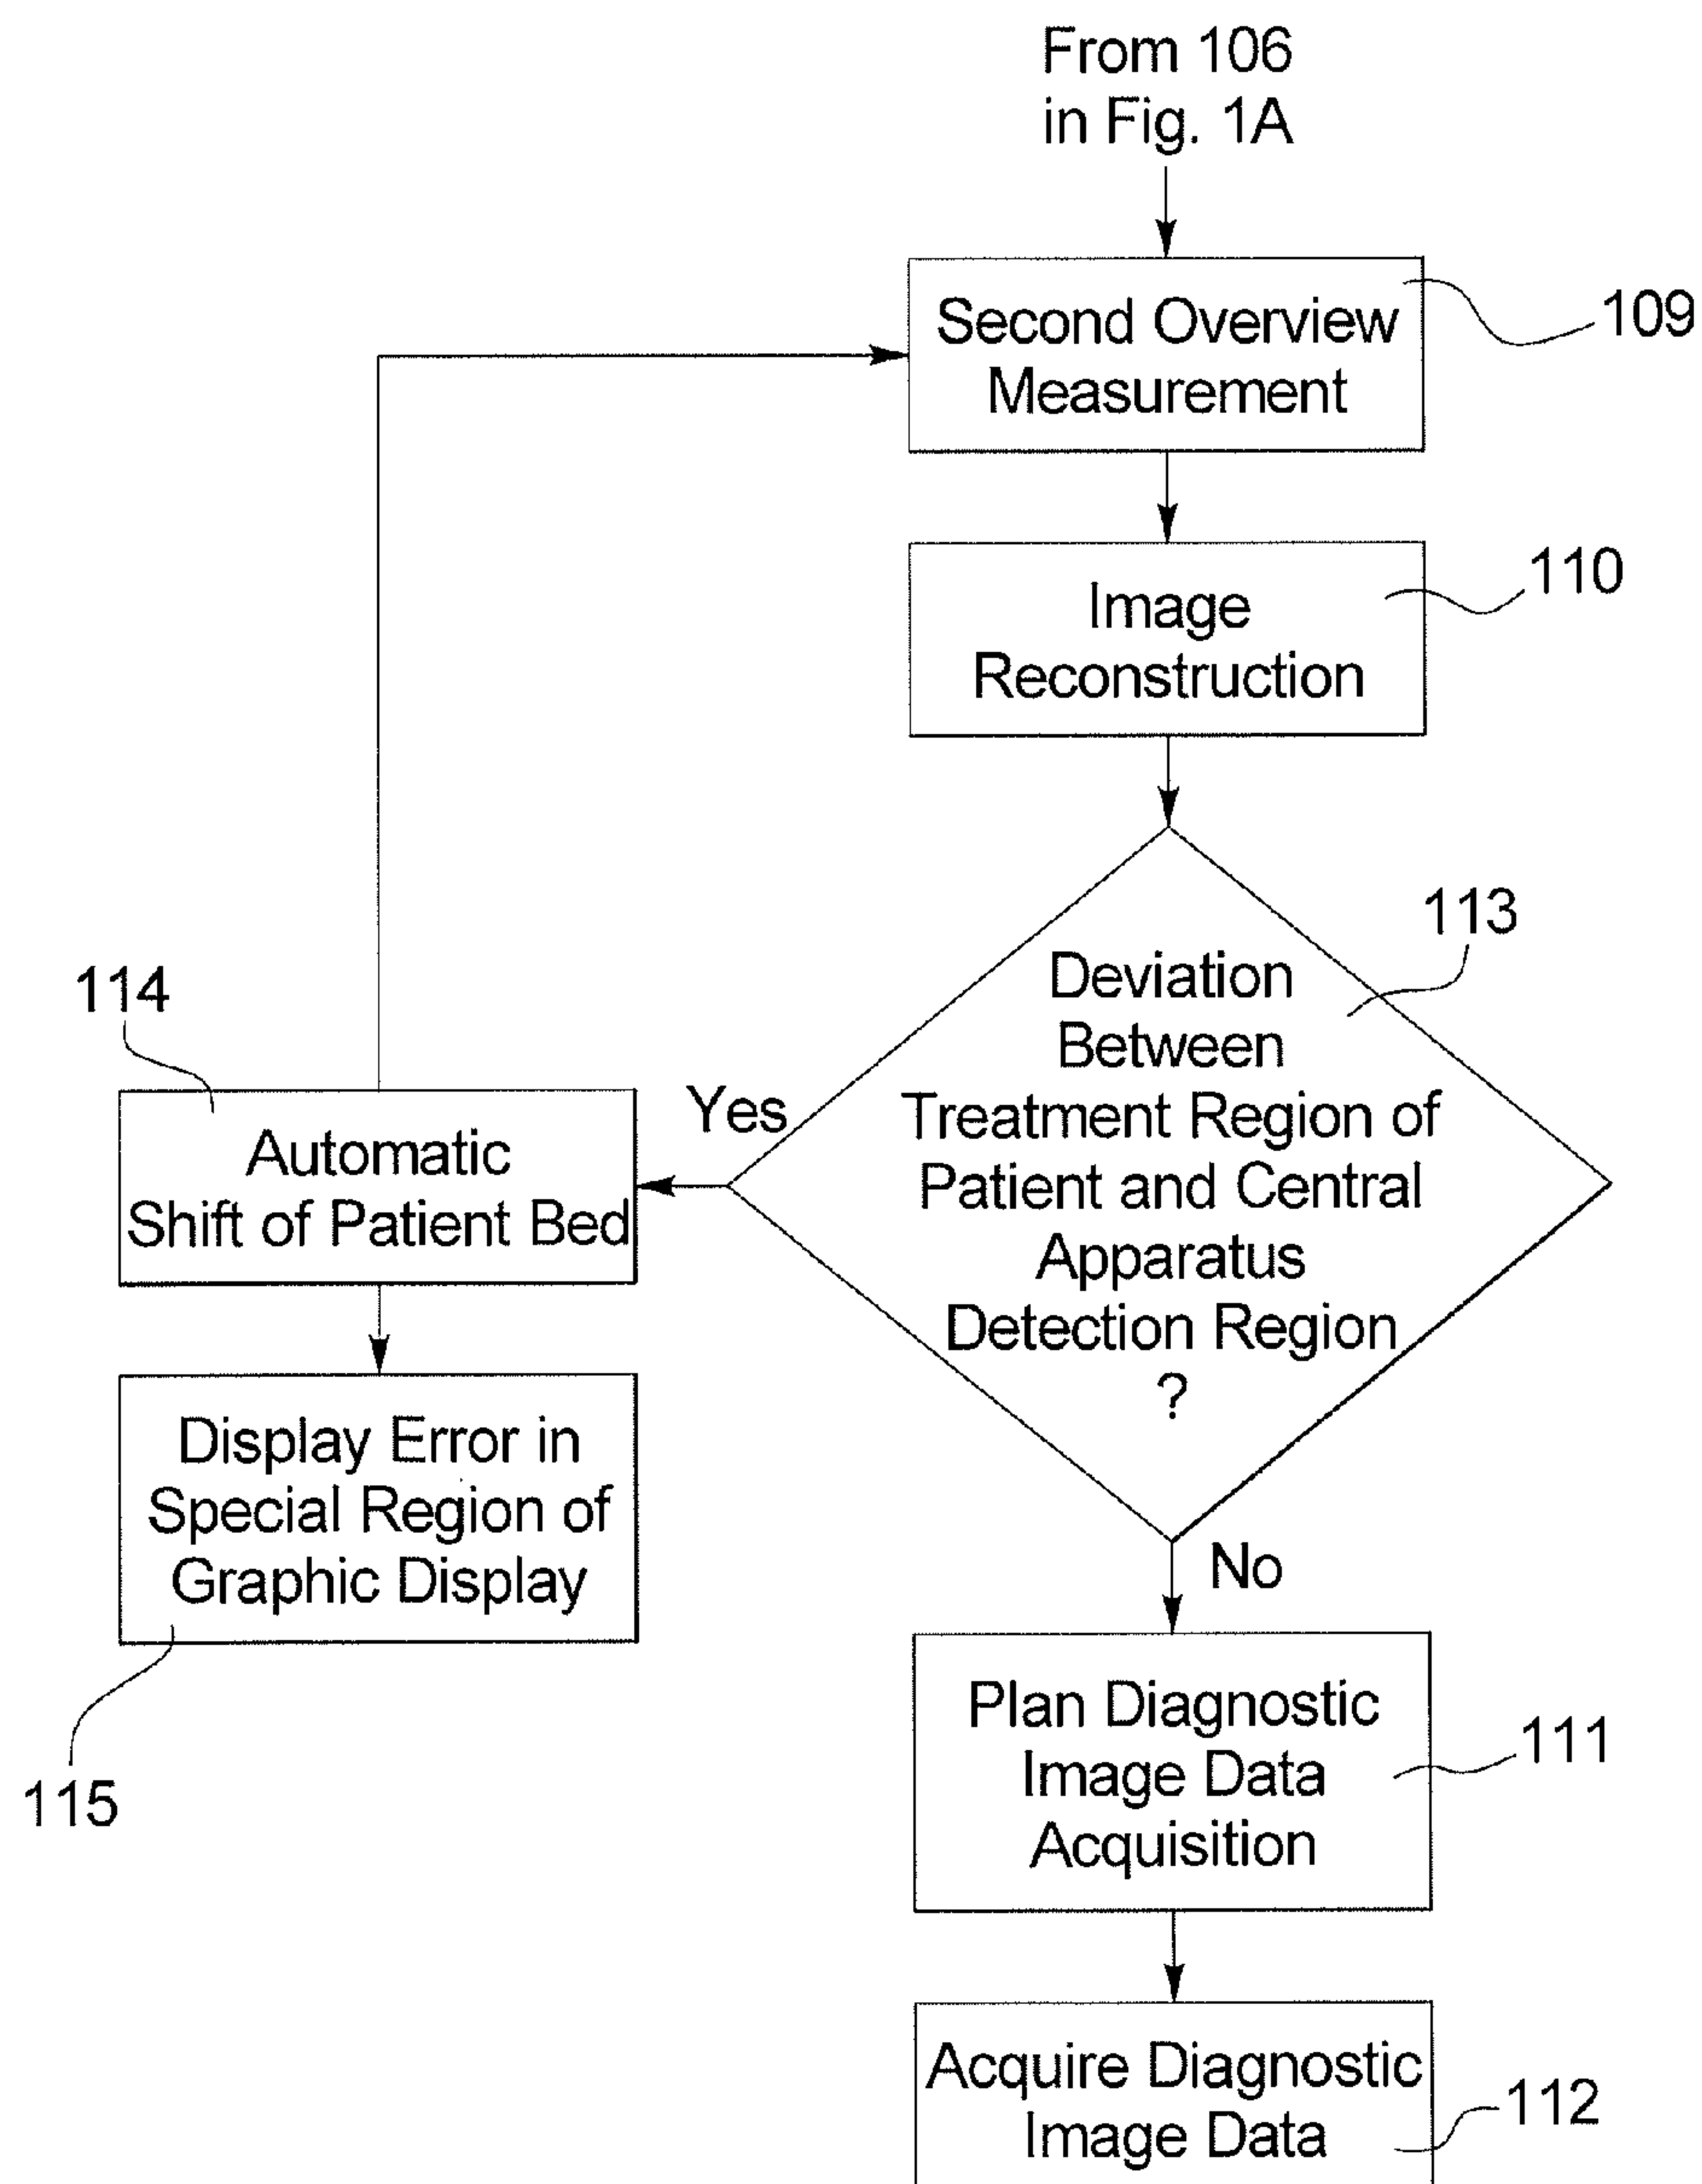 From 106
in Fig. 1A
Second Overview
Measurement
109
Image
Reconstruction
110
Deviation
Between
Treatment Region of
Patient and Central
Apparatus
Detection Region
?
113
Yes
114
Automatic
Shift of Patient Bed
Display Error in
Special Region of
Graphic Display
115
No
Plan Diagnostic
Image Data
Acquisition
111
Acquire Diagnostic
Image Data
112